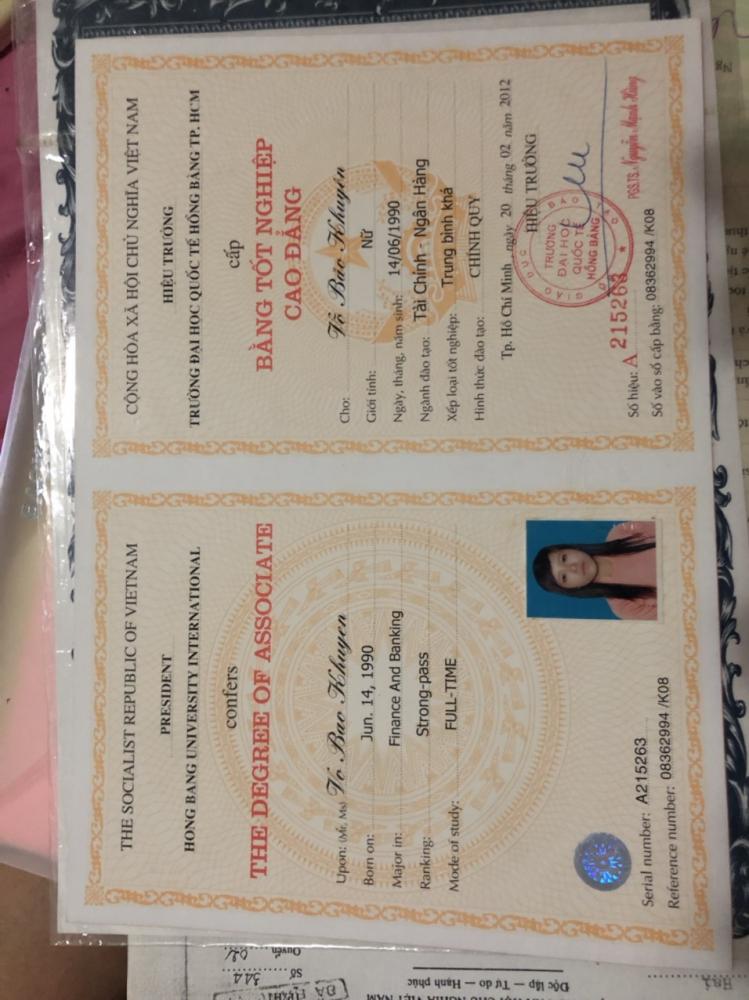 THE SOCIALIST REPUBLIC OF VIETNAM
PRESIDENT
HONG BANG UNIVERSITY INTERNATIONAL
confers
THE DEGREE OF ASSOCIATE
Upon: (Mr, Ms) Vo Bao Khuyen
Born on: Jun. 14, 1990
Major in: Finance And Banking
Ranking: Strong-pass
Mode of study: FULL-TIME
Serial number: A215263
Reference number: 08362994 /K08
CỘNG HÒA XÃ HỘI CHỦ NGHĨA VIỆT NAM
HIỆU TRƯỞNG
TRƯỜNG ĐẠI HỌC QUỐC TẾ HỒNG BÀNG TP. HCM
cấp
BẰNG TỐT NGHIỆP
CAO ĐẲNG
Cho: Võ Bảo Khuyên
Giới tính: Nữ
Ngày, tháng, năm sinh: 14/06/1990
Ngành đào tạo: Tài Chính - Ngân Hàng
Xếp loại tốt nghiệp: Trung bình khá
Hình thức đào tạo: CHÍNH QUY
Tp. Hồ Chí Minh, ngày 20 tháng 02 năm 2012
HIỆU TRƯỞNG
TRƯỜNG
ĐẠI HỌC
QUỐC TẾ
HỒNG BÀNG
PGS.TS. Nguyễn Mạnh Hùng
Số hiệu: A 215263
Số vào sổ cấp bằng: 08362994 /K08
Độc lập — Tự do — Hạnh phúc
Số 344
Quyển